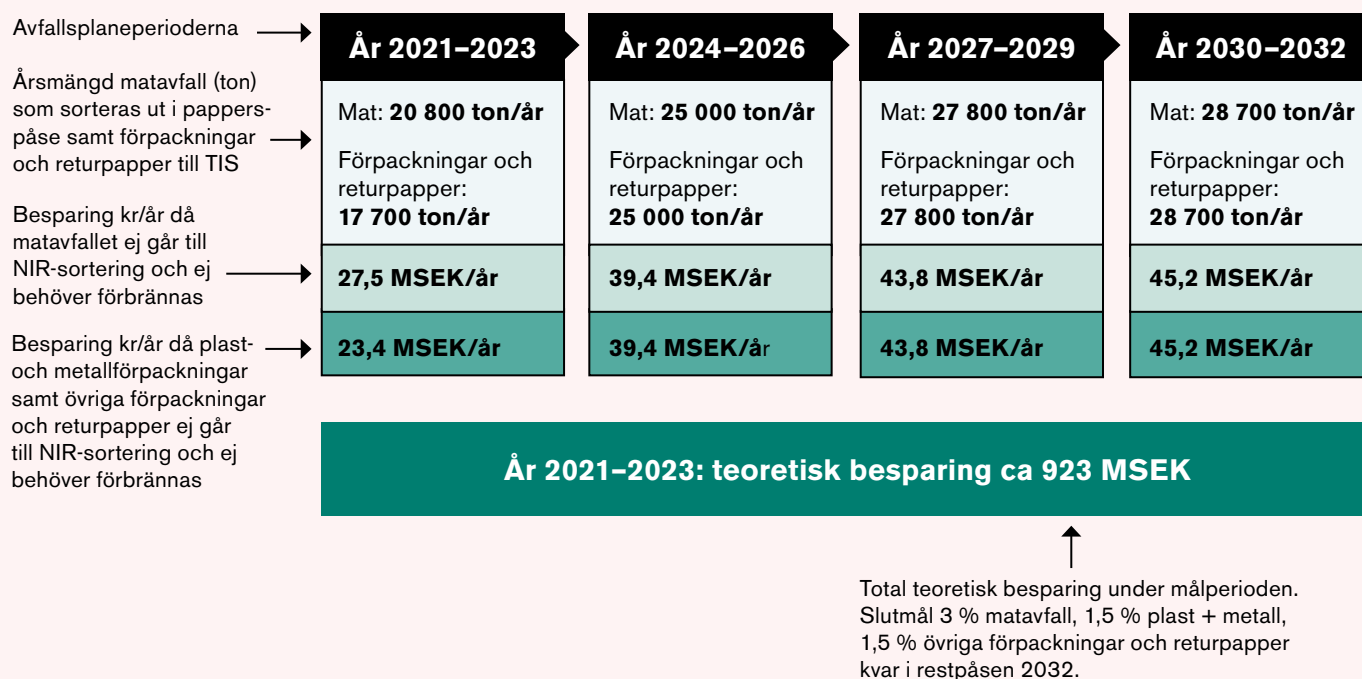 Avfallsplaneperioderna
År 2021–2023
År 2024–2026
År 2027–2029
År 2030–2032
Årsmängd matavfall (ton)
som sorteras ut i pappers-
påse samt förpackningar
och returpapper till TIS
Mat: 20 800 ton/år
Förpackningar och
returpapper:
17 700 ton/år
Mat: 25 000 ton/år
Förpackningar och
returpapper:
25 000 ton/år
Mat: 27 800 ton/år
Förpackningar och
returpapper:
27 800 ton/år
Mat: 28 700 ton/år
Förpackningar och
returpapper:
28 700 ton/år
Besparing kr/år då
matavfallet ej går till
NIR-sortering och ej
behöver förbrännas
27,5 MSEK/år
39,4 MSEK/år
43,8 MSEK/år
45,2 MSEK/år
Besparing kr/år då plast-
och metallförpackningar
samt övriga förpackningar
och returpapper ej går
till NIR-sortering och ej
behöver förbrännas
23,4 MSEK/år
39,4 MSEK/år
43,8 MSEK/år
45,2 MSEK/år
År 2021–2023: teoretisk besparing ca 923 MSEK
Total teoretisk besparing under målperioden.
Slutmål 3 % matavfall, 1,5 % plast + metall,
1,5 % övriga förpackningar och returpapper
kvar i restpåsen 2032.